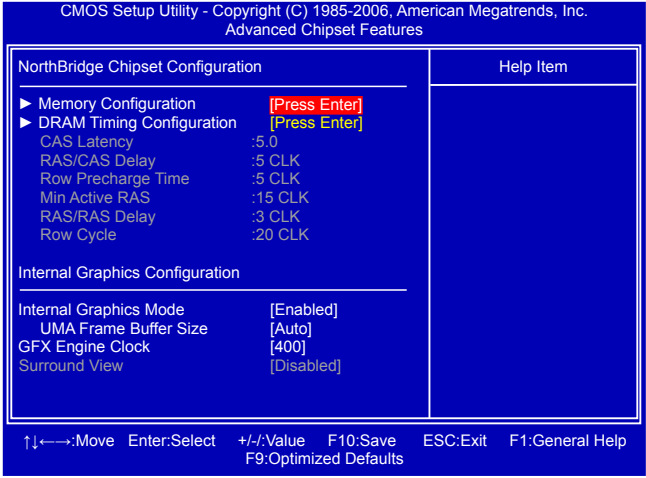 CMOS Setup Utility - Copyright (C) 1985-2006, American Megatrends, Inc.
Advanced Chipset Features
NorthBridge Chipset Configuration
Help Item
► Memory Configuration [Press Enter]
► DRAM Timing Configuration [Press Enter]
CAS Latency :5.0
RAS/CAS Delay :5 CLK
Row Precharge Time :5 CLK
Min Active RAS :15 CLK
RAS/RAS Delay :3 CLK
Row Cycle :20 CLK
Internal Graphics Configuration
Internal Graphics Mode [Enabled]
UMA Frame Buffer Size [Auto]
GFX Engine Clock [400]
Surround View [Disabled]
↑↓←→:Move Enter:Select +/-/:Value F10:Save ESC:Exit F1:General Help
F9:Optimized Defaults